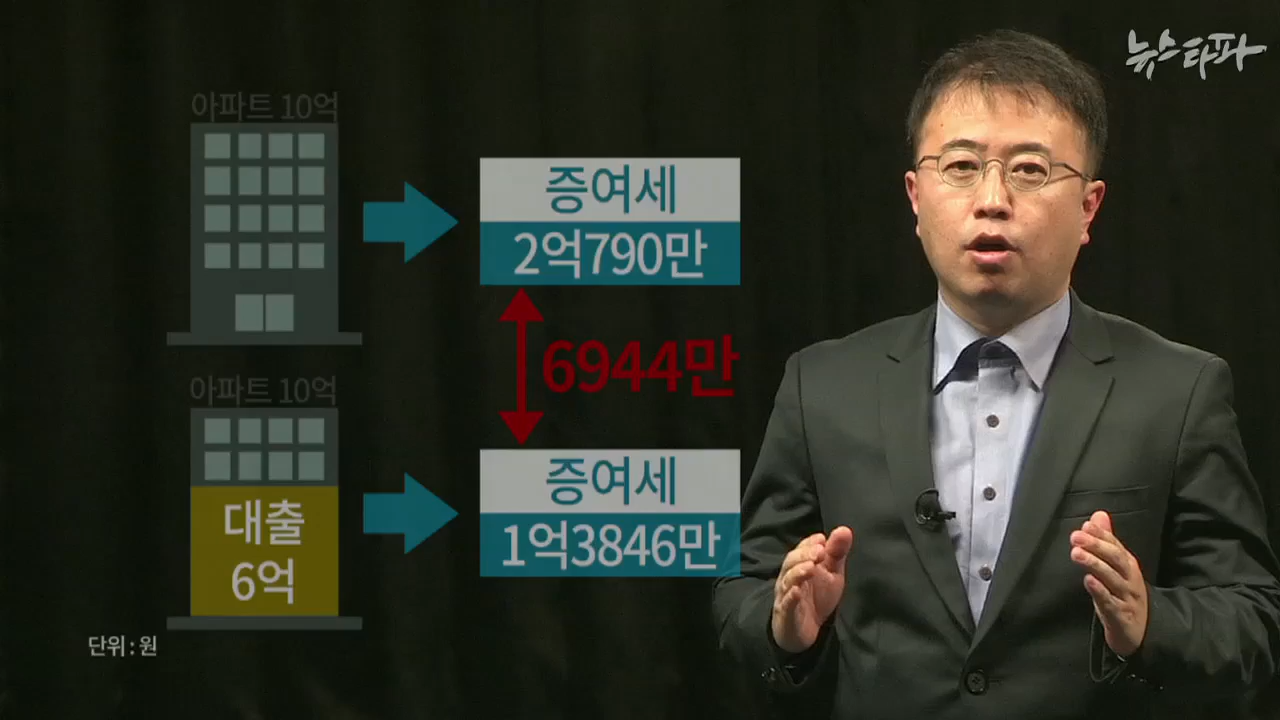 뉴스타파
아파트 10억
증여세
2억790만
6944만
아파트 10억
대출
6억
증여세
1억3846만
단위 : 원